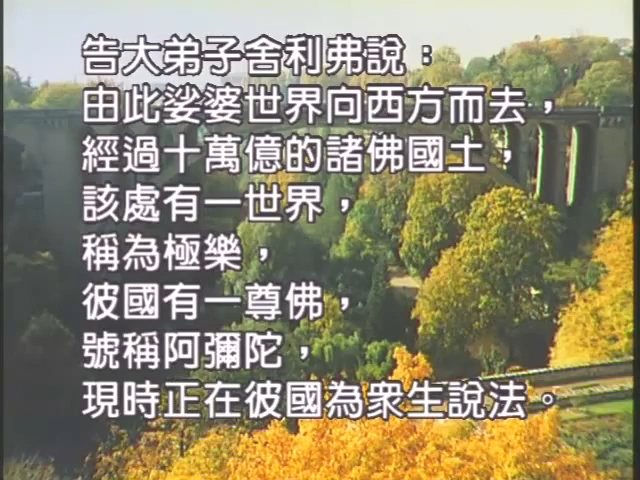 告大弟子舍利弗說：
由此娑婆世界向西方而去，
經過十萬億的諸佛國土，
該處有一世界，
稱為極樂，
彼國有一尊佛，
號稱阿彌陀，
現時正在彼國為眾生說法。